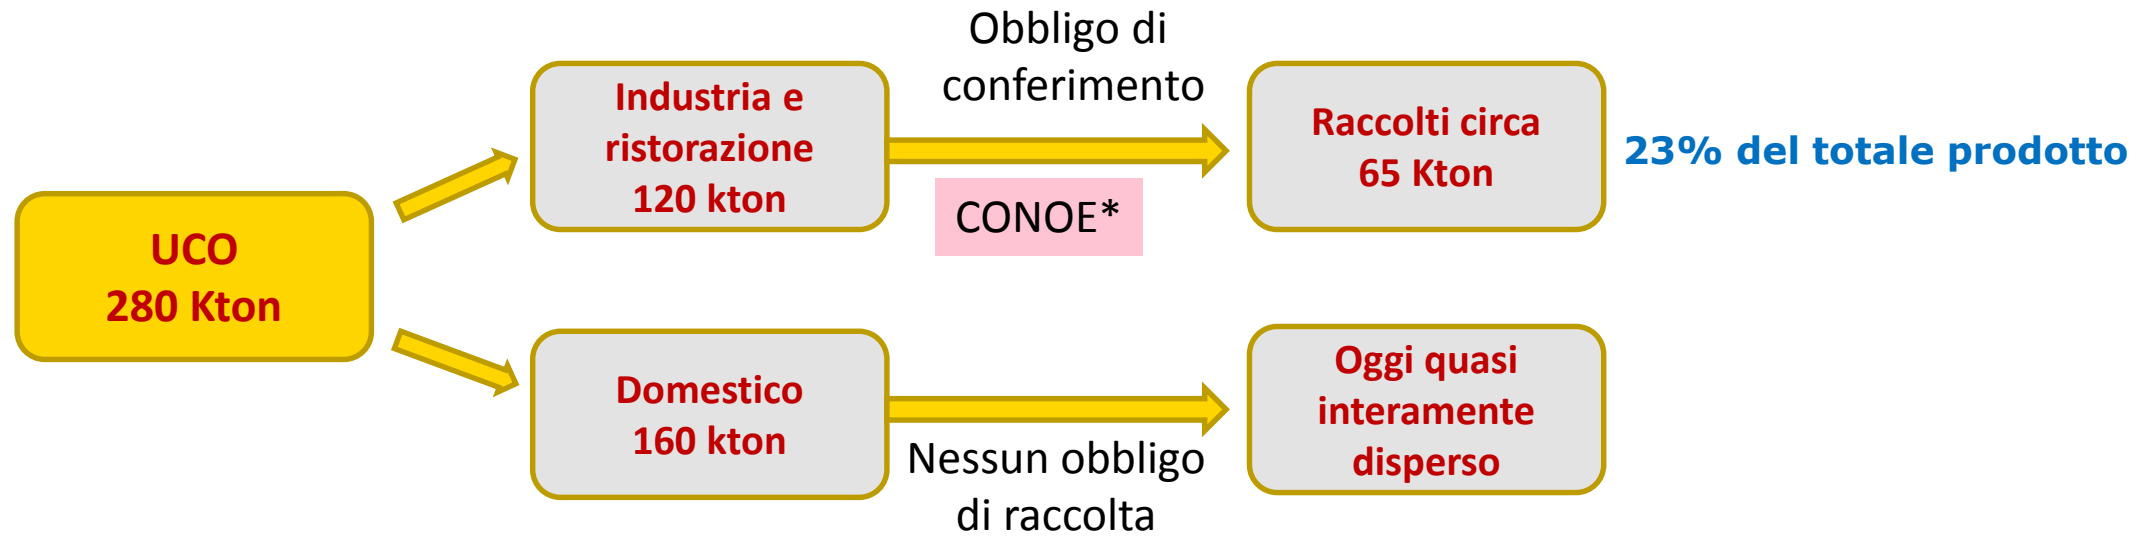 UCO
280 Kton
Industria e
ristorazione
120 kton
Obbligo di
conferimento
CONOE*
Raccolti circa
65 Kton
23% del totale prodotto
Domestico
160 kton
Nessun obbligo
di raccolta
Oggi quasi
interamente
disperso